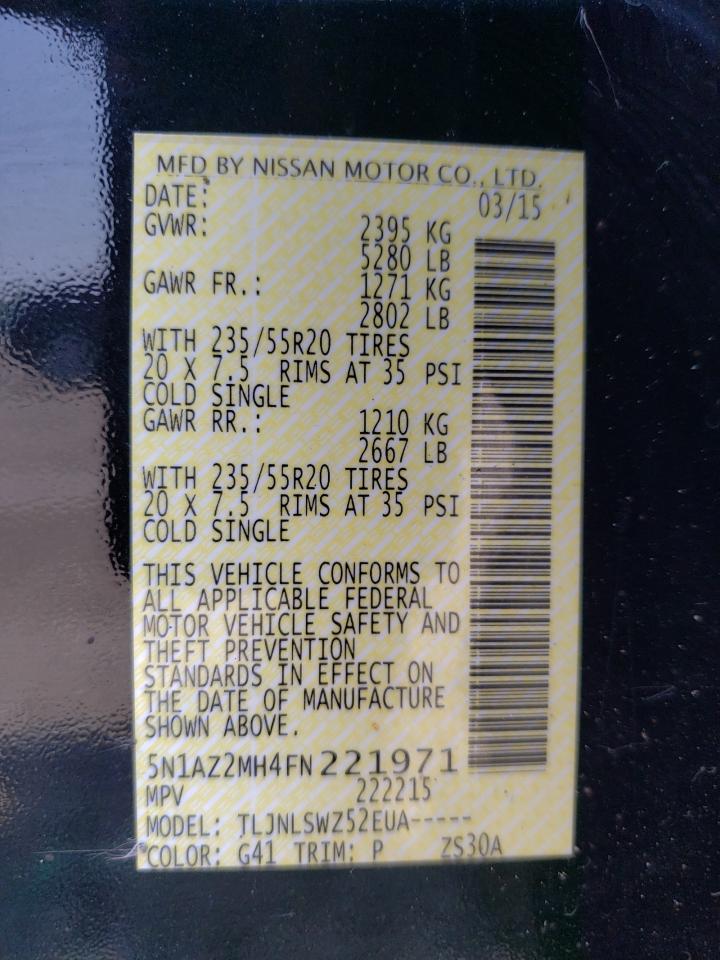 MFD BY NISSAN MOTOR CO., LTD.
DATE: 03/15
GVWR: 2395 KG
5280 LB
GAWR FR.: 1271 KG
2802 LB
WITH 235/55R20 TIRES
20 X 7.5 RIMS AT 35 PSI
COLD SINGLE
GAWR RR.: 1210 KG
2667 LB
WITH 235/55R20 TIRES
20 X 7.5 RIMS AT 35 PSI
COLD SINGLE
THIS VEHICLE CONFORMS TO
ALL APPLICABLE FEDERAL
MOTOR VEHICLE SAFETY AND
THEFT PREVENTION
STANDARDS IN EFFECT ON
THE DATE OF MANUFACTURE
SHOWN ABOVE.
5N1AZ2MH4FN221971
MPV 222215
MODEL: TLJNLSWZ52EUA-----
COLOR: G41 TRIM: P ZS30A